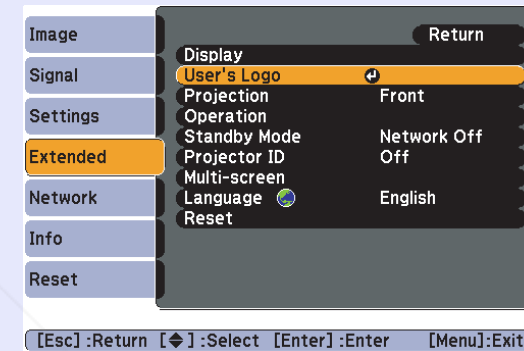 Image
Signal
Settings
Extended
Network
Info
Reset
Return
Display
User's Logo
Projection Front
Operation
Standby Mode Network Off
Projector ID Off
Multi-screen
Language English
Reset
[Esc] :Return [◆] :Select [Enter] :Enter [Menu]:Exit